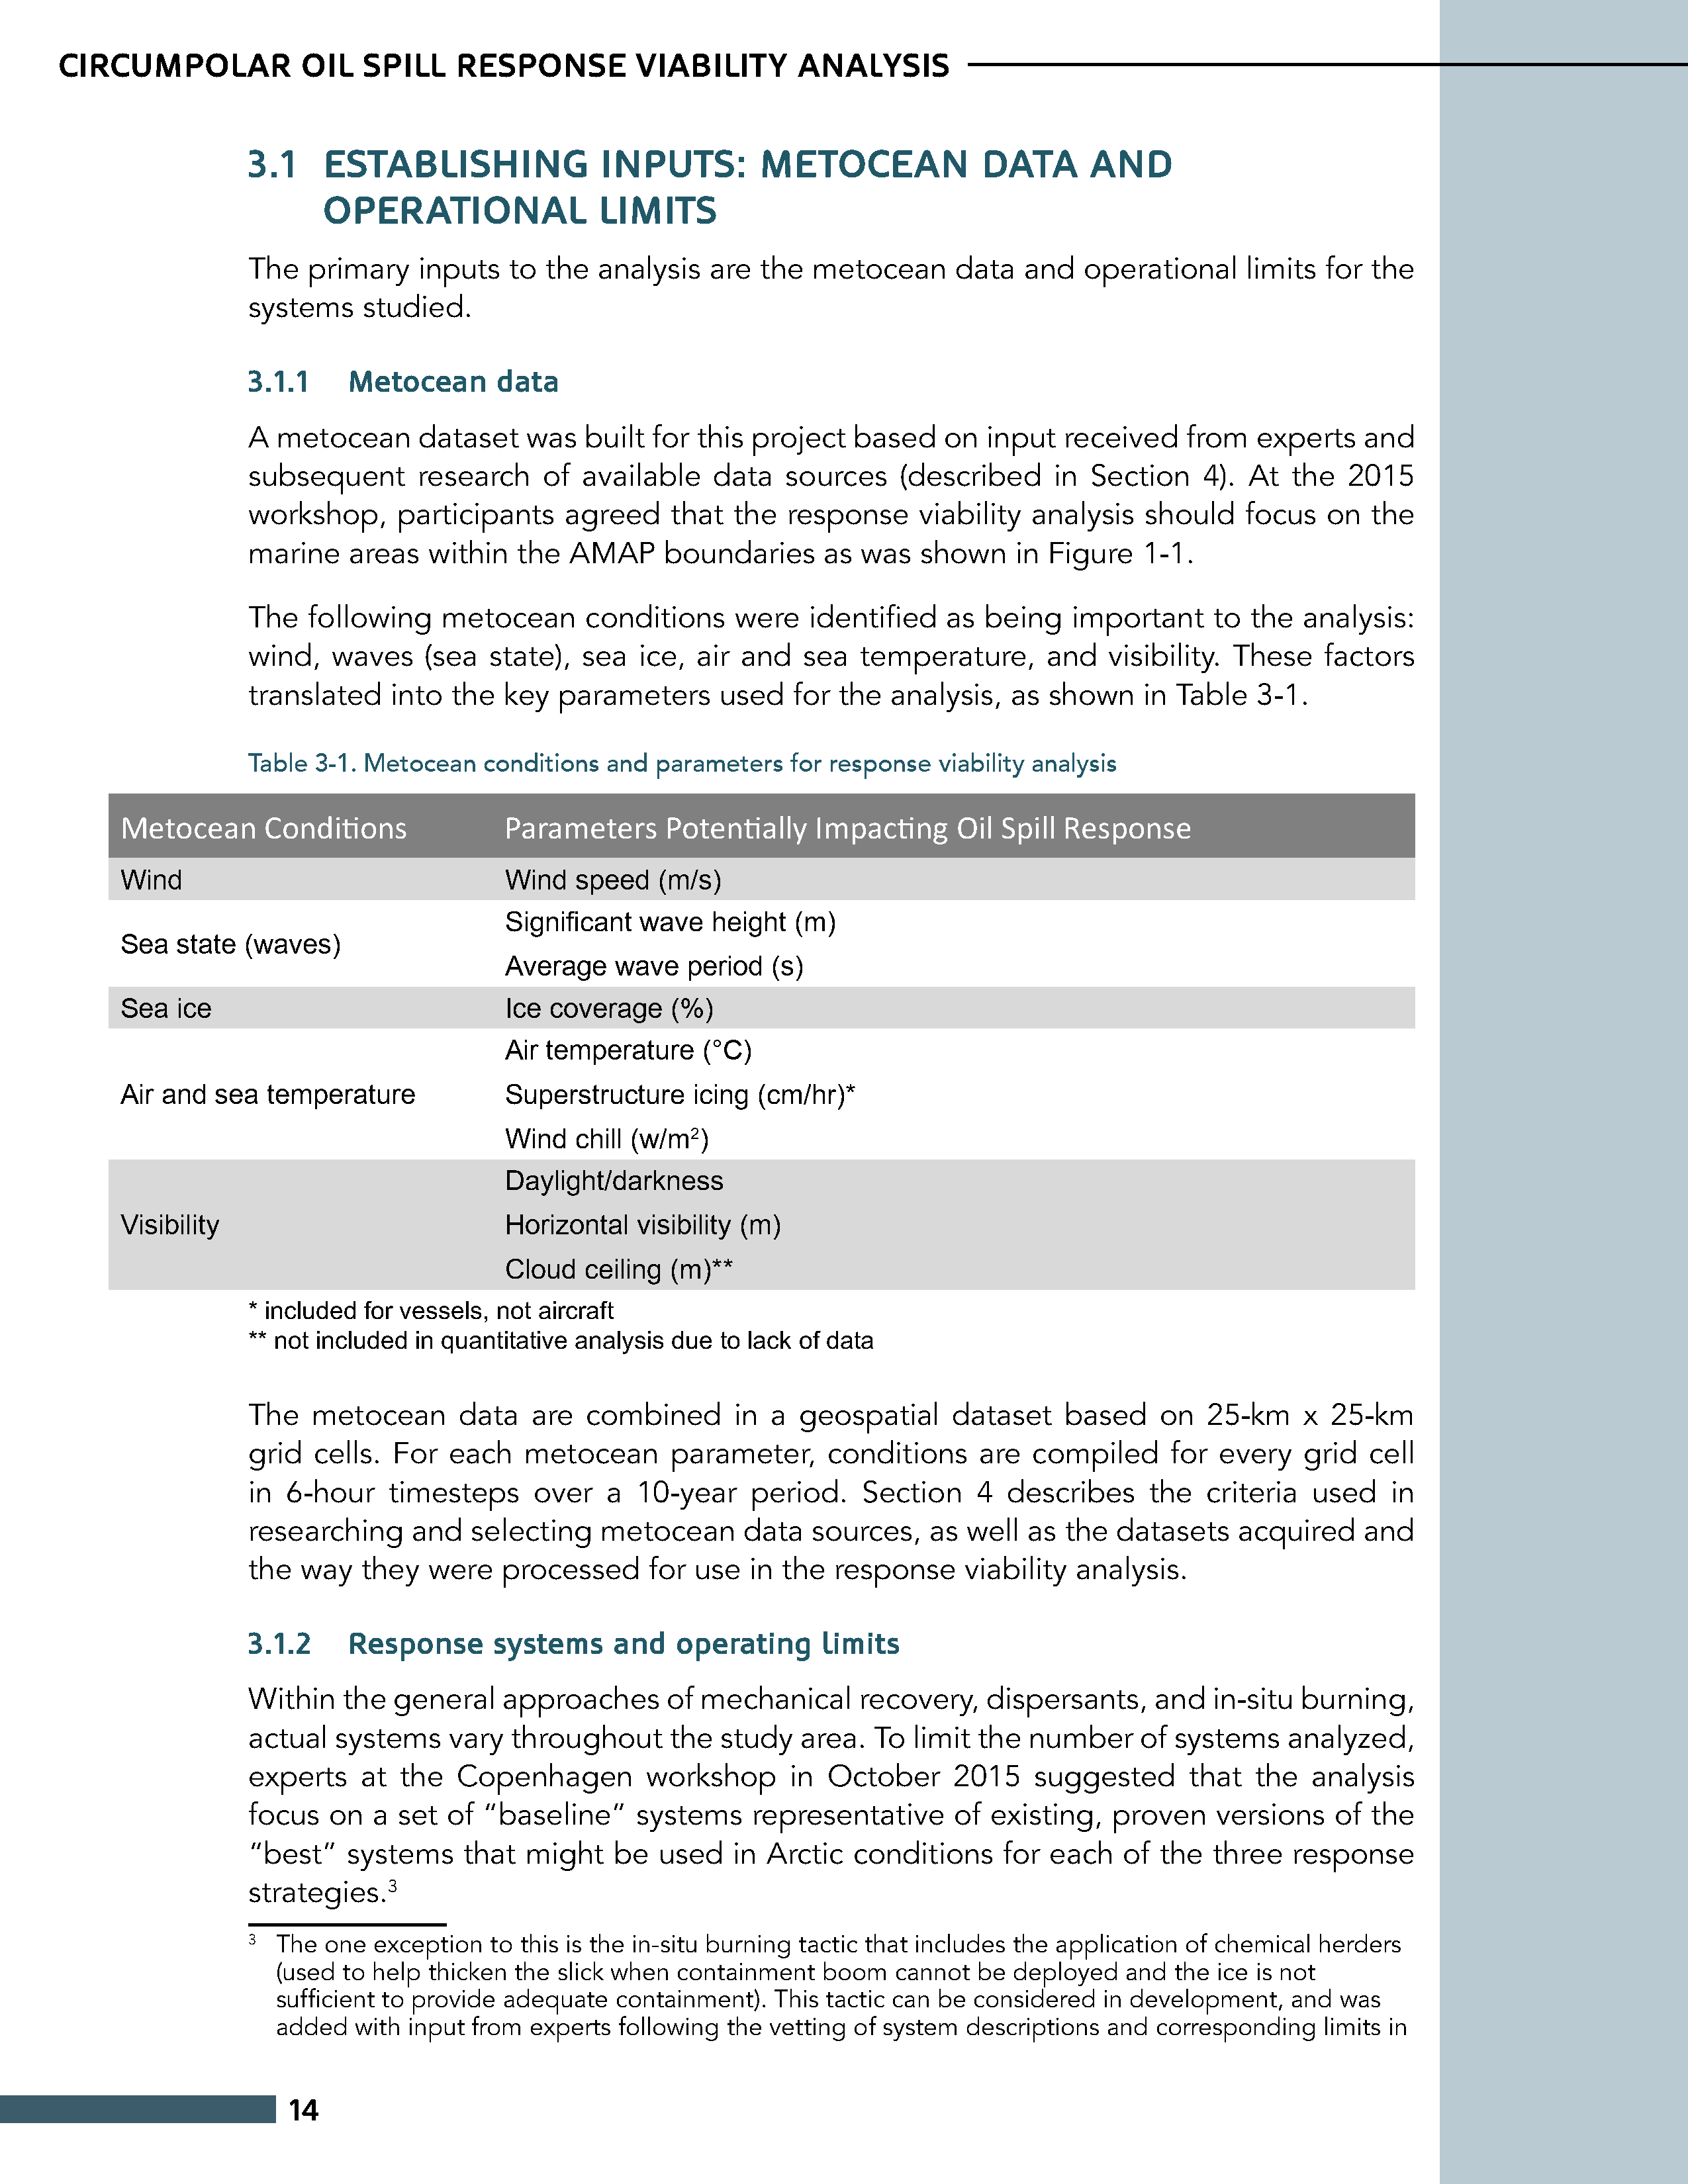 CIRCUMPOLAR OIL SPILL RESPONSE VIABILITY ANALYSIS
3.1 ESTABLISHING INPUTS: METOCEAN DATA AND
OPERATIONAL LIMITS
The primary inputs to the analysis are the metocean data and operational limits for the
systems studied.
3.1.1 Metocean data
A metocean dataset was built for this project based on input received from experts and
subsequent research of available data sources (described in Section 4). At the 2015
workshop, participants agreed that the response viability analysis should focus on the
marine areas within the AMAP boundaries as was shown in Figure 1-1.
The following metocean conditions were identified as being important to the analysis:
wind, waves (sea state), sea ice, air and sea temperature, and visibility. These factors
translated into the key parameters used for the analysis, as shown in Table 3-1.
Table 3-1. Metocean conditions and parameters for response viability analysis
Metocean Conditions Parameters Potentially Impacting Oil Spill Response
Wind Wind speed (m/s)
Sea state (waves) Significant wave height (m)
Average wave period (s)
Sea ice Ice coverage (%)
Air temperature (°C)
Air and sea temperature Superstructure icing (cm/hr)*
Wind chill (w/m²)
Daylight/darkness
Visibility Horizontal visibility (m)
Cloud ceiling (m)**
* included for vessels, not aircraft
** not included in quantitative analysis due to lack of data
The metocean data are combined in a geospatial dataset based on 25-km x 25-km
grid cells. For each metocean parameter, conditions are compiled for every grid cell
in 6-hour timesteps over a 10-year period. Section 4 describes the criteria used in
researching and selecting metocean data sources, as well as the datasets acquired and
the way they were processed for use in the response viability analysis.
3.1.2 Response systems and operating limits
Within the general approaches of mechanical recovery, dispersants, and in-situ burning,
actual systems vary throughout the study area. To limit the number of systems analyzed,
experts at the Copenhagen workshop in October 2015 suggested that the analysis
focus on a set of “baseline” systems representative of existing, proven versions of the
“best” systems that might be used in Arctic conditions for each of the three response
strategies.³
³ The one exception to this is the in-situ burning tactic that includes the application of chemical herders
(used to help thicken the slick when containment boom cannot be deployed and the ice is not
sufficient to provide adequate containment). This tactic can be considered in development, and was
added with input from experts following the vetting of system descriptions and corresponding limits in
14